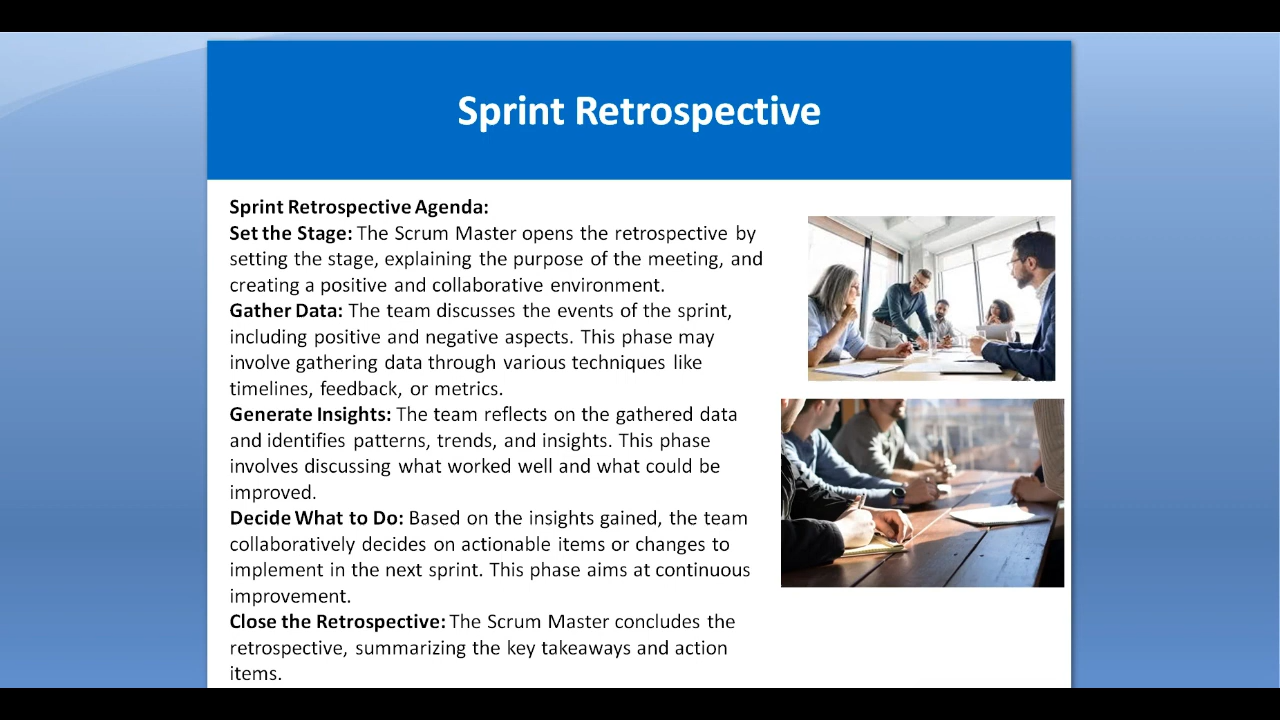 Sprint Retrospective
Sprint Retrospective Agenda:
Set the Stage: The Scrum Master opens the retrospective by
setting the stage, explaining the purpose of the meeting, and
creating a positive and collaborative environment.
Gather Data: The team discusses the events of the sprint,
including positive and negative aspects. This phase may
involve gathering data through various techniques like
timelines, feedback, or metrics.
Generate Insights: The team reflects on the gathered data
and identifies patterns, trends, and insights. This phase
involves discussing what worked well and what could be
improved.
Decide What to Do: Based on the insights gained, the team
collaboratively decides on actionable items or changes to
implement in the next sprint. This phase aims at continuous
improvement.
Close the Retrospective: The Scrum Master concludes the
retrospective, summarizing the key takeaways and action
items.